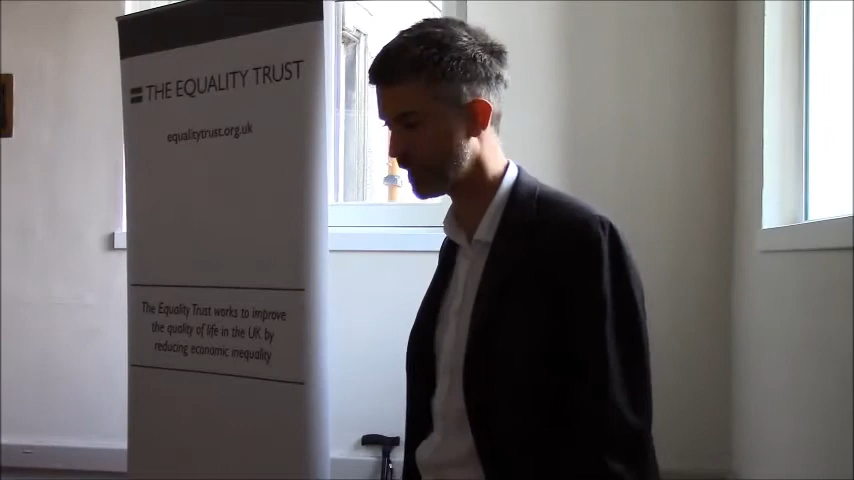 THE EQUALITY TRUST
equalitytrust.org.uk
The Equality Trust works to improve
the quality of life in the UK by
reducing economic inequality